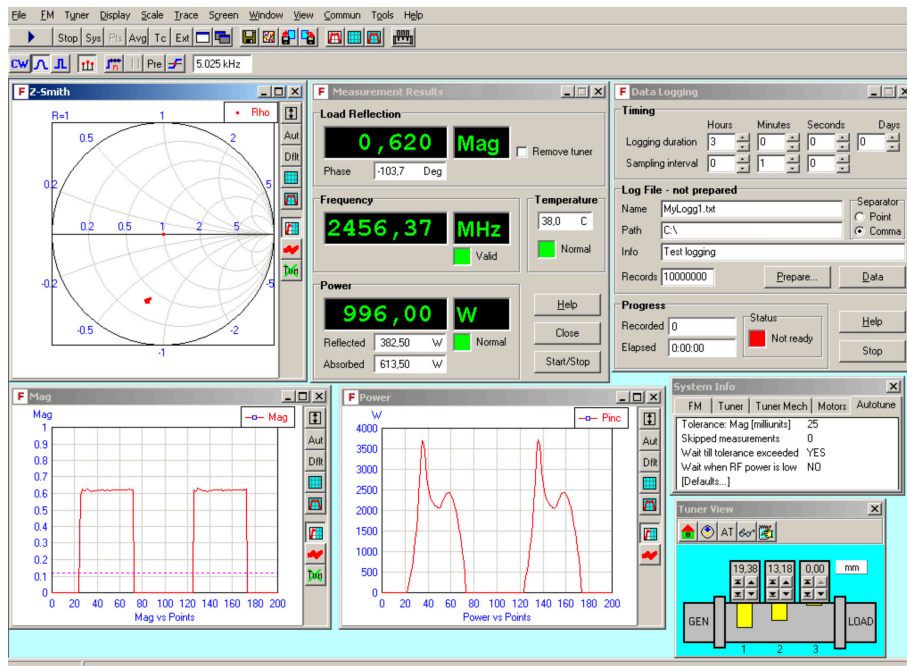 File FM Tuner Display Scale Trace Screen Window View Commun Tools Help
Stop Sys Pts Avg Tc Ext
CW n Pre 5.025 kHz
F Z-Smith
R=1 1 Rho
0.5 2
0.2 5
0.2 0.5 1 2 5
-0.2 -5
-0.5 -2
-1
Aut
Dflt
Tun
F Measurement Results
Load Reflection
0,620 Mag
Remove tuner
Phase -103,7 Deg
Frequency
2456,37 MHz
Valid
Temperature
38,0 C
Normal
Power
996,00 W
Reflected 382,50 W
Normal
Absorbed 613,50 W
Help
Close
Start/Stop
F Data Logging
Timing
Hours Minutes Seconds Days
Logging duration 3 0 0 0
Sampling interval 0 1 0
Log File - not prepared
Name MyLogg1.txt
Path C:\
Info Test logging
Separator
Point
Comma
Records 10000000 Prepare... Data
Progress
Recorded 0
Elapsed 0:00:00
Status
Not ready
Help
Stop
F Mag
Mag
Mag
1
0.9
0.8
0.7
0.6
0.5
0.4
0.3
0.2
0.1
0
0 20 40 60 80 100 120 140 160 180 200
Mag vs Points
Aut
Dflt
Tun
F Power
W
Pinc
4000
3500
3000
2500
2000
1500
1000
500
0
0 20 40 60 80 100 120 140 160 180 200
Power vs Points
Aut
Dflt
System Info
FM Tuner Tuner Mech Motors Autotune
Tolerance: Mag [milliunits] 25
Skipped measurements 0
Wait till tolerance exceeded YES
Wait when RF power is low NO
[Defaults...]
Tuner View
AT
19,38 13,18 0,00 mm
GEN LOAD
1 2 3